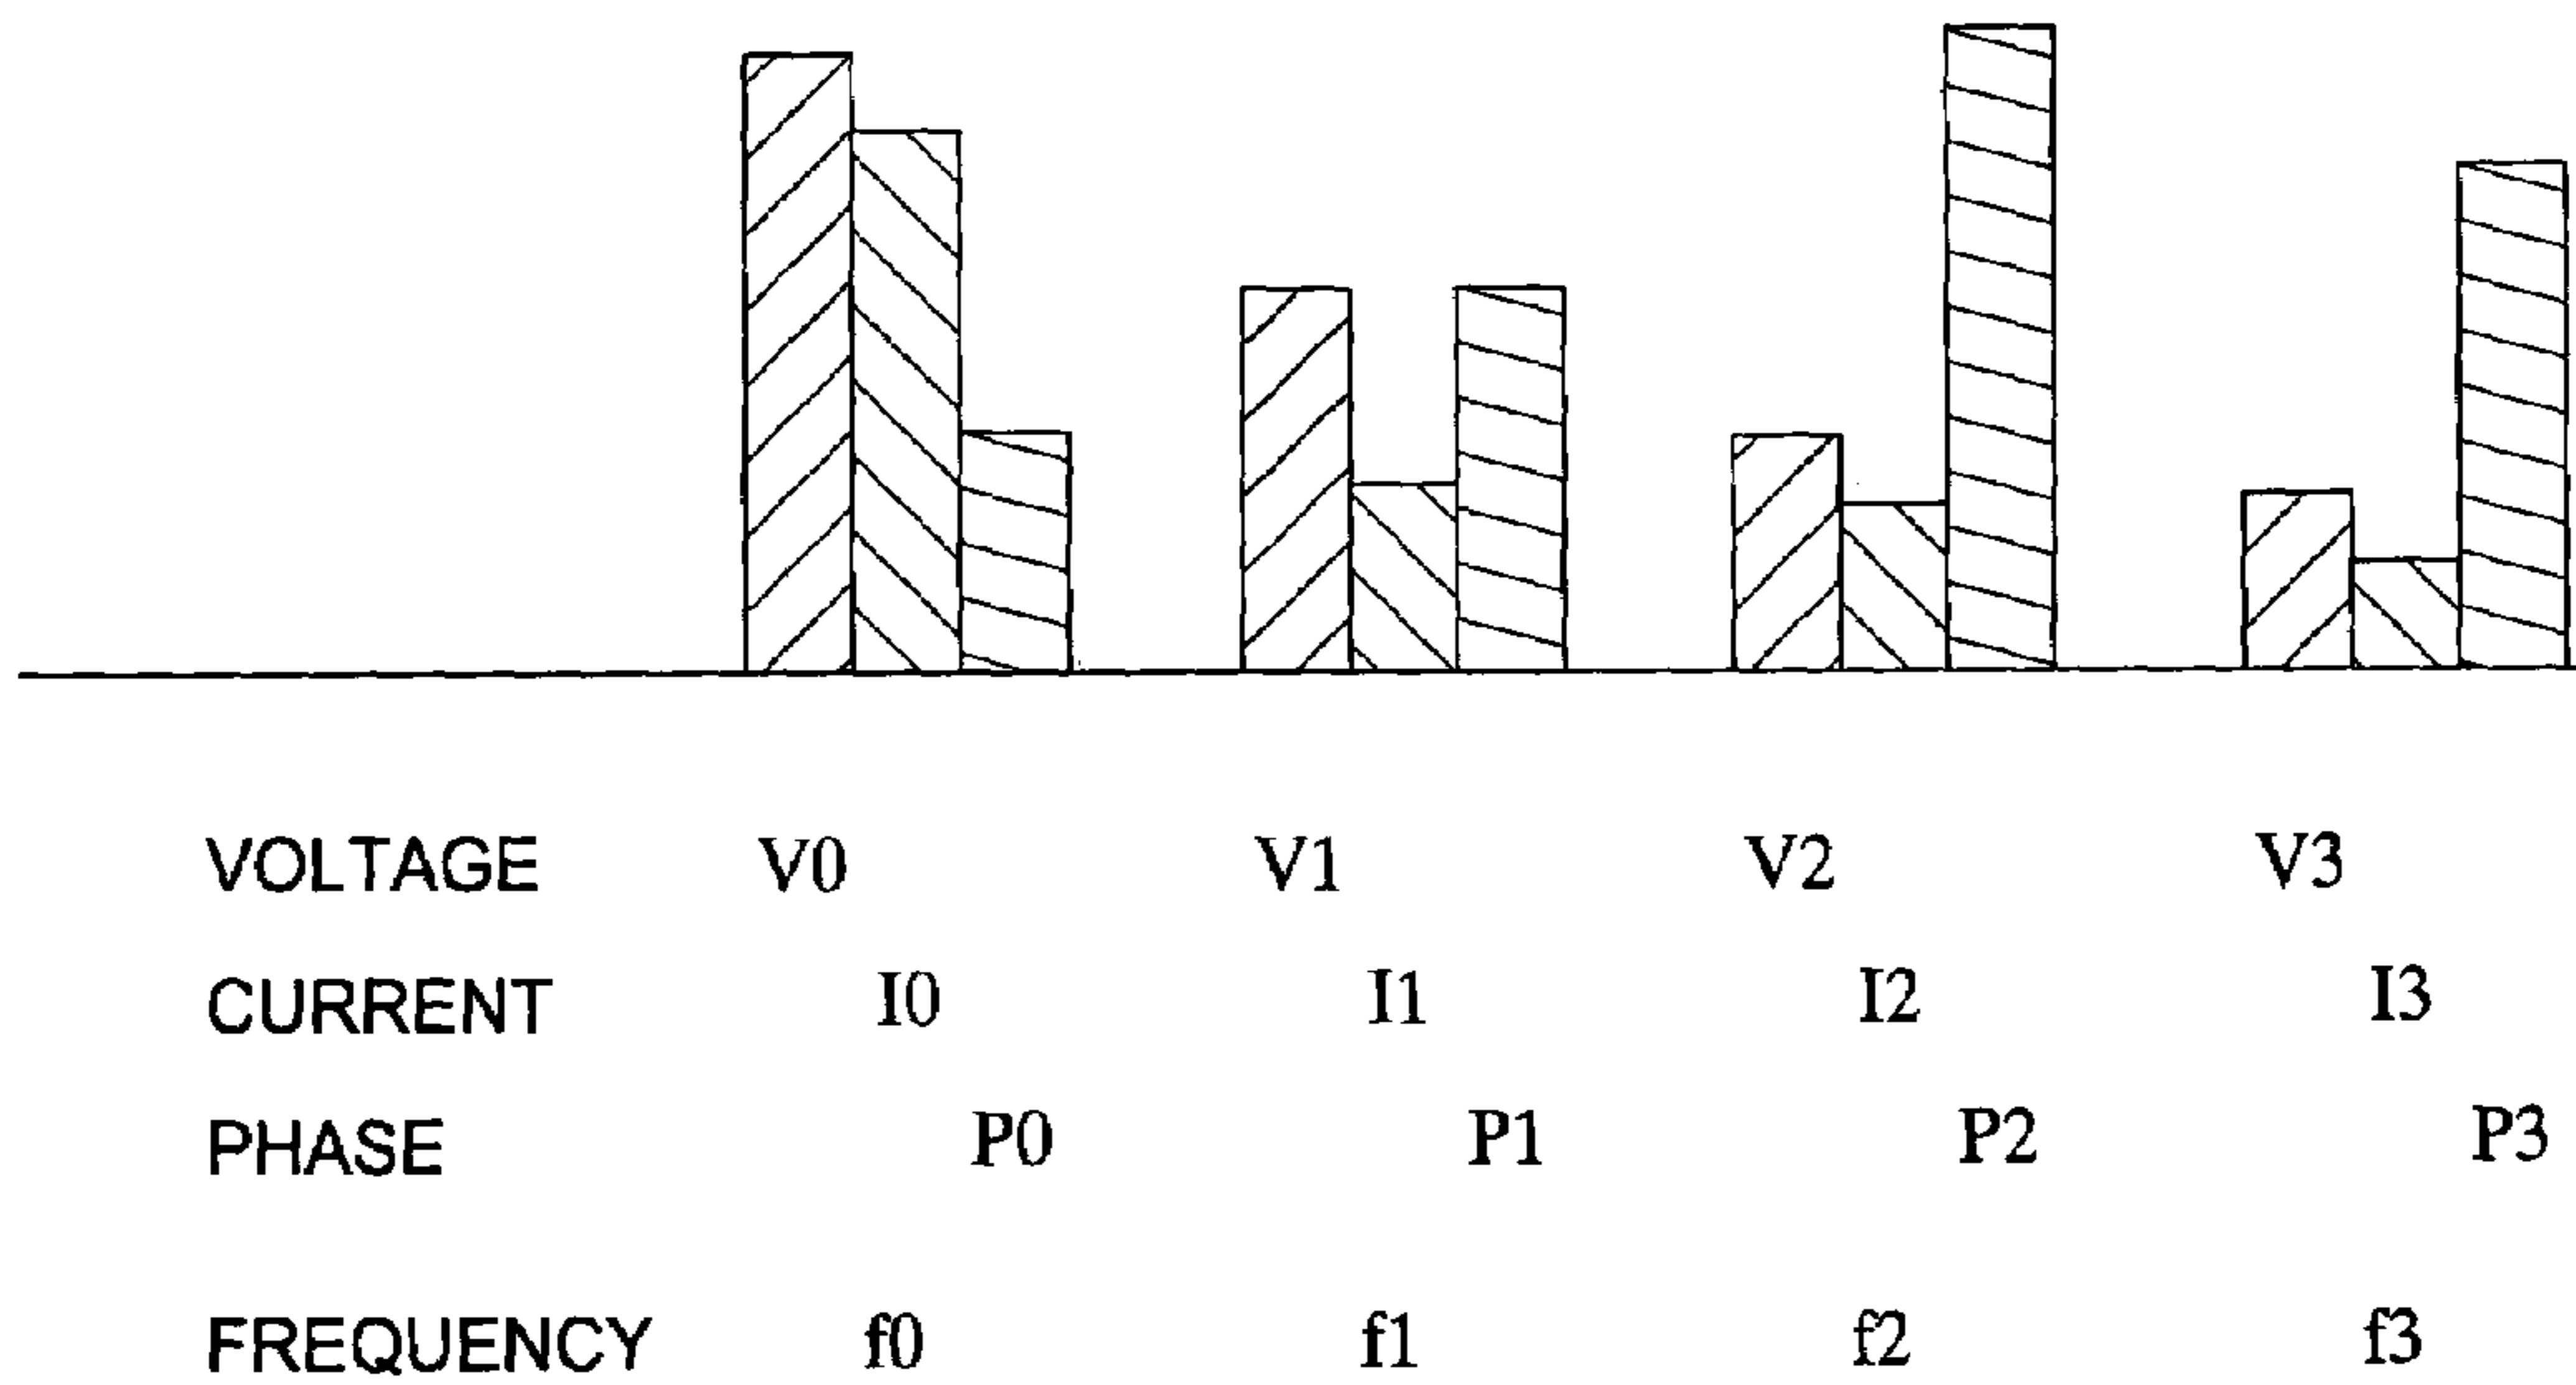 VOLTAGE V0 V1 V2 V3
CURRENT I0 I1 I2 I3
PHASE P0 P1 P2 P3
FREQUENCY f0 f1 f2 f3